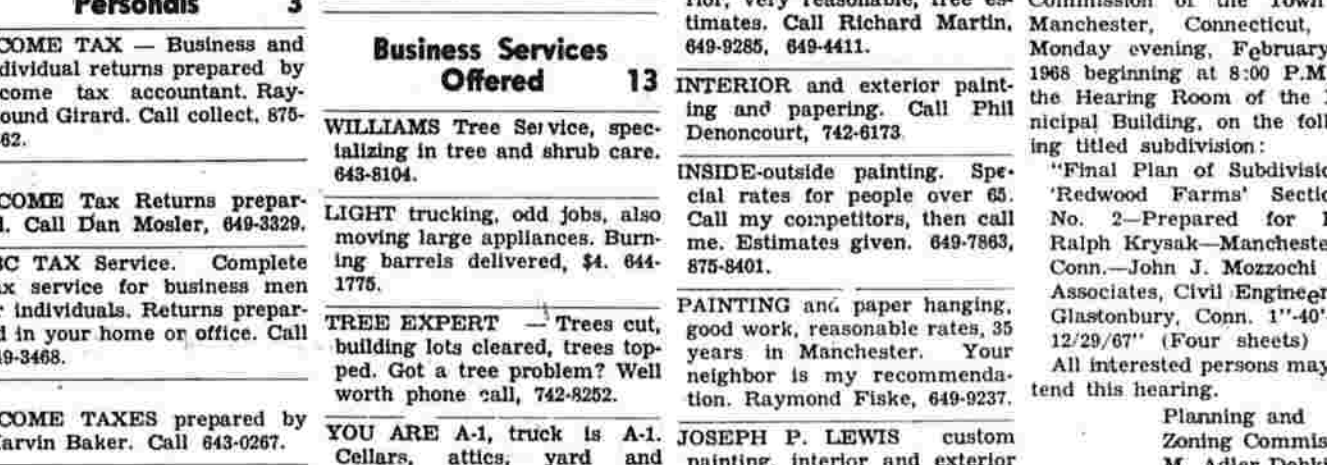 Personals 3
COME TAX — Business and
dividual returns prepared by
come tax accountant. Ray-
ound Girard. Call collect, 875-
62.
COME Tax Returns prepar-
. Call Dan Mosler, 649-3329.
C TAX Service. Complete
x service for business men
individuals. Returns prepar-
d in your home or office. Call
9-3468.
COME TAXES prepared by
arvin Baker. Call 643-0267.
Business Services
Offered 13
WILLIAMS Tree Service, spec-
ializing in tree and shrub care.
643-8104.
LIGHT trucking, odd jobs, also
moving large appliances. Burn-
ing barrels delivered, $4. 644-
1775.
TREE EXPERT — Trees cut,
building lots cleared, trees top-
ped. Got a tree problem? Well
worth phone call, 742-8252.
YOU ARE A-1, truck is A-1.
Cellars, attics, yard and
rior, very reasonable, free es-
timates. Call Richard Martin,
649-9285, 649-4411.
INTERIOR and exterior paint-
ing and papering. Call Phil
Denoncourt, 742-6173.
INSIDE-outside painting. Spe-
cial rates for people over 65.
Call my competitors, then call
me. Estimates given. 649-7863,
875-8401.
PAINTING and paper hanging,
good work, reasonable rates, 35
years in Manchester. Your
neighbor is my recommenda-
tion. Raymond Fiske, 649-9237.
JOSEPH P. LEWIS custom
painting, interior and exterior
Commission of the Town
Manchester, Connecticut,
Monday evening, February
1968 beginning at 8:00 P.M
the Hearing Room of the
nicipal Building, on the foll
ing titled subdivision:
"Final Plan of Subdivisio
'Redwood Farms' Sectio
No. 2—Prepared for
Ralph Krysak—Mancheste
Conn.—John J. Mozzochi
Associates, Civil Engineer
Glastonbury, Conn. 1"-40'
12/29/67" (Four sheets)
All interested persons may
tend this hearing.
Planning and
Zoning Commis
M. Adler Dobki